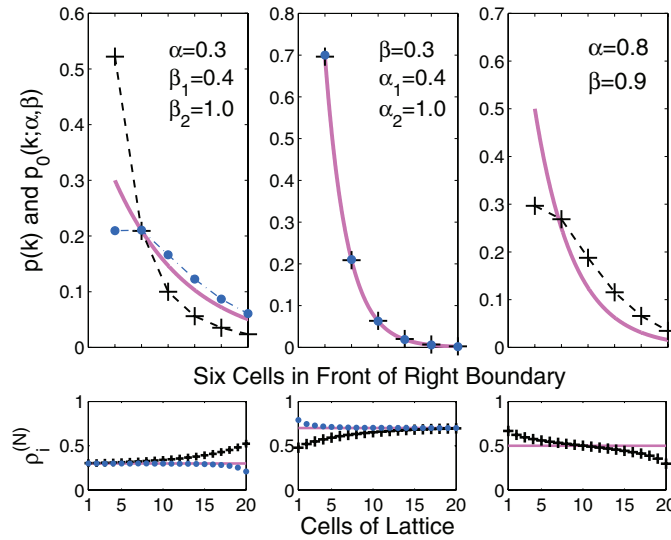 p(k) and p₀(k;α,β)
0.6
0.5
0.4
0.3
0.2
0.1
0
α=0.3
β₁=0.4
β₂=1.0
0.8
0.7
0.6
0.5
0.4
0.3
0.2
0.1
0
β=0.3
α₁=0.4
α₂=1.0
0.7
0.6
0.5
0.4
0.3
0.2
0.1
0
α=0.8
β=0.9
Six Cells in Front of Right Boundary
ρᵢ⁽ᴺ⁾
1
0.5
0
1 5 10 15 20
1
0.5
0
1 5 10 15 20
1
0.5
0
1 5 10 15 20
Cells of Lattice